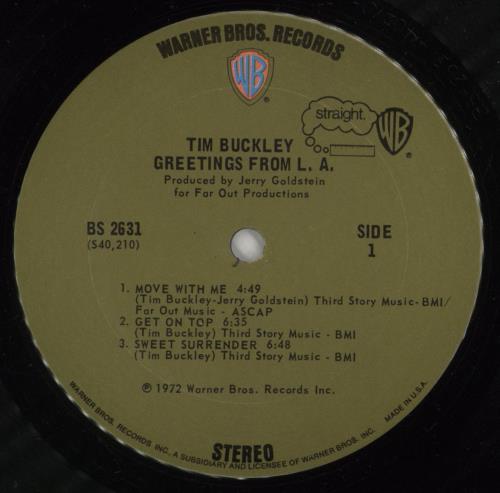 WARNER BROS. RECORDS
WB
®
straight.
WB
®
TIM BUCKLEY
GREETINGS FROM L. A.
Produced by Jerry Goldstein
for Far Out Productions
BS 2631
(S40,210)
SIDE
1
1. MOVE WITH ME 4:49
(Tim Buckley-Jerry Goldstein) Third Story Music-BMI/
Far Out Music - ASCAP
2. GET ON TOP 6:35
(Tim Buckley) Third Story Music - BMI
3. SWEET SURRENDER 6:48
(Tim Buckley) Third Story Music - BMI
℗ 1972 Warner Bros. Records Inc.
STEREO
WARNER BROS. RECORDS INC. A SUBSIDIARY AND LICENSEE OF WARNER BROS. INC. MADE IN U.S.A.